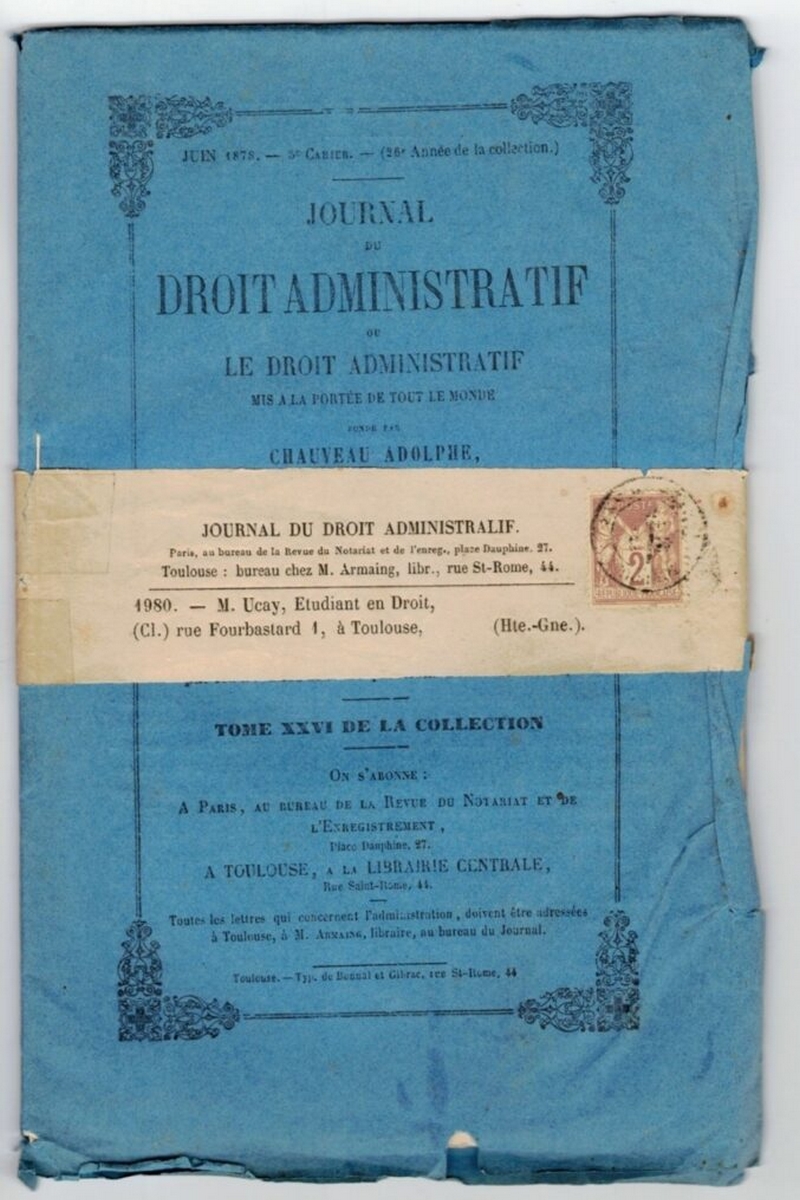 JUIN 1878. — 5e CAHIER. — (26e Année de la collection.)
JOURNAL
DU
DROIT ADMINISTRATIF
OU
LE DROIT ADMINISTRATIF
MIS A LA PORTÉE DE TOUT LE MONDE
FONDÉ PAR
CHAUVEAU ADOLPHE,
JOURNAL DU DROIT ADMINISTRALIF.
Paris, au bureau de la Revue du Notariat et de l'enreg., place Dauphine, 27.
Toulouse : bureau chez M. Armaing, libr., rue St-Rome, 44.
1980. — M. Ucay, Etudiant en Droit,
(Cl.) rue Fourbastard 1, à Toulouse, (Hte.-Gne.).
2
TOME XXVI DE LA COLLECTION
ON S'ABONNE :
A PARIS, AU BUREAU DE LA REVUE DU NOTARIAT ET DE
L'ENREGISTREMENT,
Place Dauphine, 27.
A TOULOUSE, A LA LIBRAIRIE CENTRALE,
Rue Saint-Rome, 44.
Toutes les lettres qui concernent l'administration, doivent être adressées
à Toulouse, à M. ARMAING, libraire, au bureau du Journal.
Toulouse. — Typ. de Bonnal et Gibrac, rue St-Rome, 44